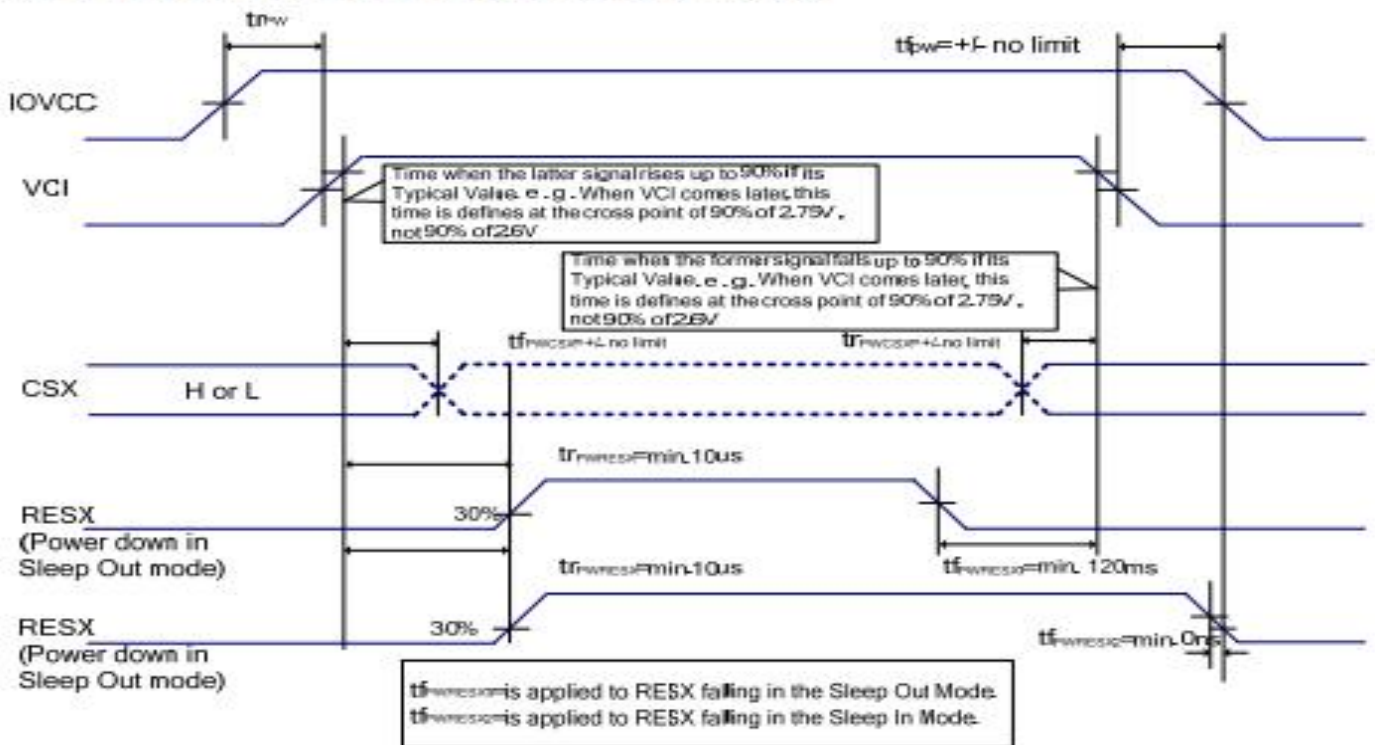 tfpw=+/- no limit
IOVCC
VCI
Time when the latter signal rises up to 90% if its
Typical Value. e.g. When VCI comes later, this
time is defines at the cross point of 90% of 2.75V,
not 90% of 2.6V
Time when the former signal falls up to 90% if its
Typical Value. e.g. When VCI comes later, this
time is defines at the cross point of 90% of 2.75V,
not 90% of 2.6V
tfPWCSX=+/- no limit
trPWCSX=+/- no limit
CSX
H or L
trPWRESX=min. 10us
30%
RESX
(Power down in
Sleep Out mode)
trPWRESX=min. 10us
tfPWRESX1=min. 120ms
30%
RESX
(Power down in
Sleep Out mode)
tfPWRESX2=min. 0ns
tfPWRESX1=is applied to RESX falling in the Sleep Out Mode.
tfPWRESX2=is applied to RESX falling in the Sleep In Mode.